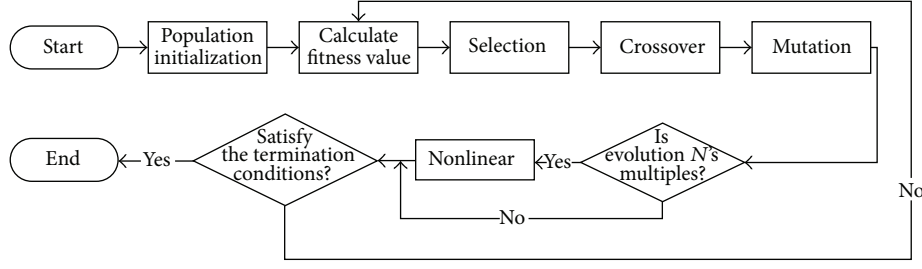 Start
Population
initialization
Calculate
fitness value
Selection
Crossover
Mutation
End
Yes
Satisfy
the termination
conditions?
Nonlinear
Yes
Is
evolution N's
multiples?
No
No